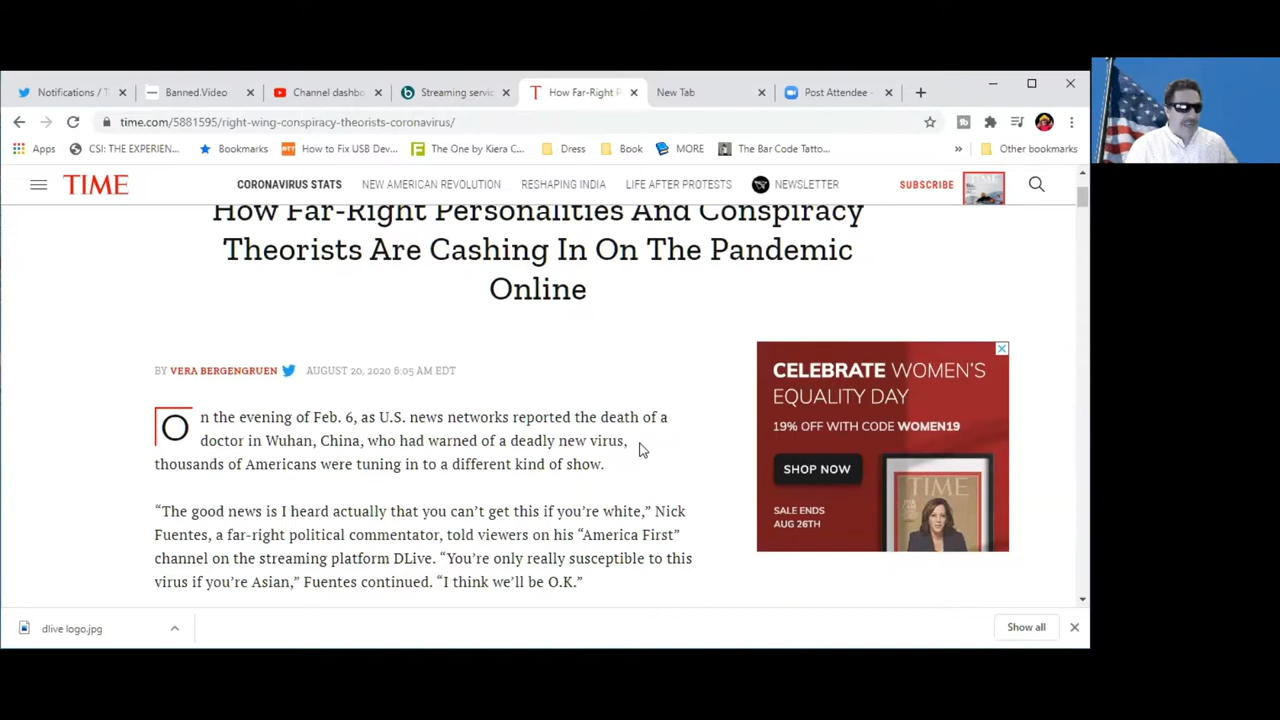 Notifications / T
Banned.Video
Channel dashbo
Streaming servic
How Far-Right P
New Tab
Post Attendee -
time.com/5881595/right-wing-conspiracy-theorists-coronavirus/
Apps
CSI: THE EXPERIEN...
Bookmarks
How to Fix USB Dev...
The One by Kiera C...
Dress
Book
MORE
The Bar Code Tatto...
»
Other bookmarks
TIME
CORONAVIRUS STATS
NEW AMERICAN REVOLUTION
RESHAPING INDIA
LIFE AFTER PROTESTS
NEWSLETTER
SUBSCRIBE
How Far-Right Personalities And Conspiracy
Theorists Are Cashing In On The Pandemic
Online
BY VERA BERGENGRUEN
AUGUST 20, 2020 6:05 AM EDT
On the evening of Feb. 6, as U.S. news networks reported the death of a
doctor in Wuhan, China, who had warned of a deadly new virus,
thousands of Americans were tuning in to a different kind of show.
“The good news is I heard actually that you can’t get this if you’re white,” Nick
Fuentes, a far-right political commentator, told viewers on his “America First”
channel on the streaming platform DLive. “You’re only really susceptible to this
virus if you’re Asian,” Fuentes continued. “I think we’ll be O.K.”
CELEBRATE WOMEN'S
EQUALITY DAY
19% OFF WITH CODE WOMEN19
SHOP NOW
SALE ENDS
AUG 26TH
TIME
dlive logo.jpg
Show all